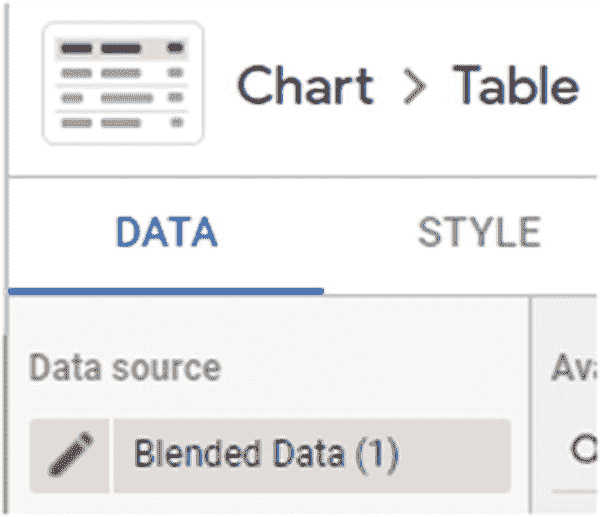 Chart > Table
DATA STYLE
Data source
Blended Data (1)